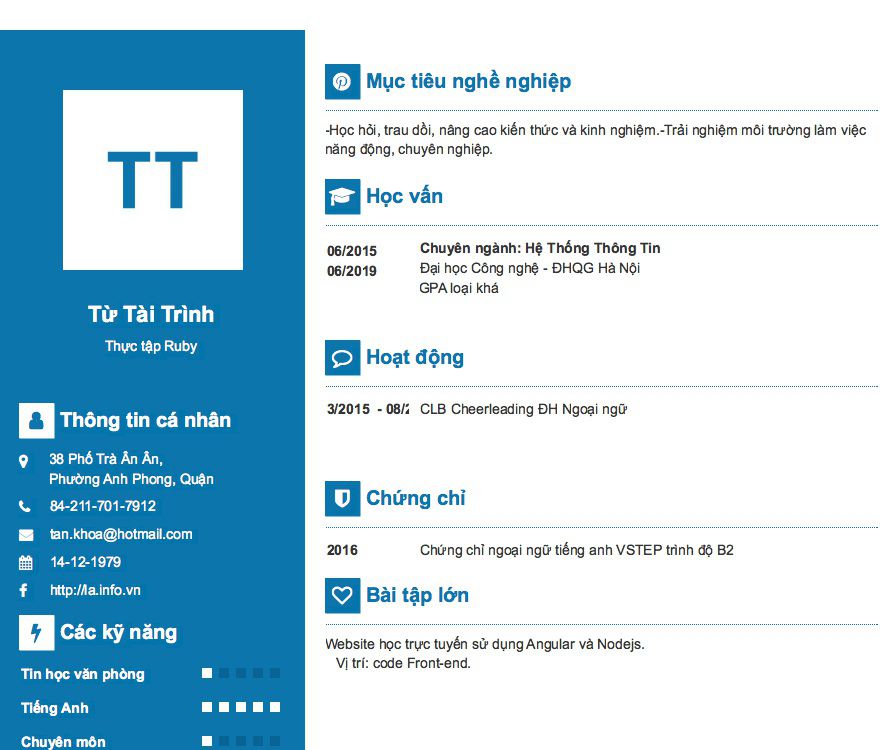 TT
Từ Tài Trình
Thực tập Ruby
Thông tin cá nhân
38 Phố Trà Ân Ân,
Phường Anh Phong, Quận
84-211-701-7912
tan.khoa@hotmail.com
14-12-1979
http://la.info.vn
Các kỹ năng
Tin học văn phòng
Tiếng Anh
Chuyên môn
Mục tiêu nghề nghiệp
-Học hỏi, trau dồi, nâng cao kiến thức và kinh nghiệm.-Trải nghiệm môi trường làm việc
năng động, chuyên nghiệp.
Học vấn
06/2015 Chuyên ngành: Hệ Thống Thông Tin
06/2019 Đại học Công nghệ - ĐHQG Hà Nội
GPA loại khá
Hoạt động
3/2015 - 08/2 CLB Cheerleading ĐH Ngoại ngữ
Chứng chỉ
2016 Chứng chỉ ngoại ngữ tiếng anh VSTEP trình độ B2
Bài tập lớn
Website học trực tuyến sử dụng Angular và Nodejs.
Vị trí: code Front-end.